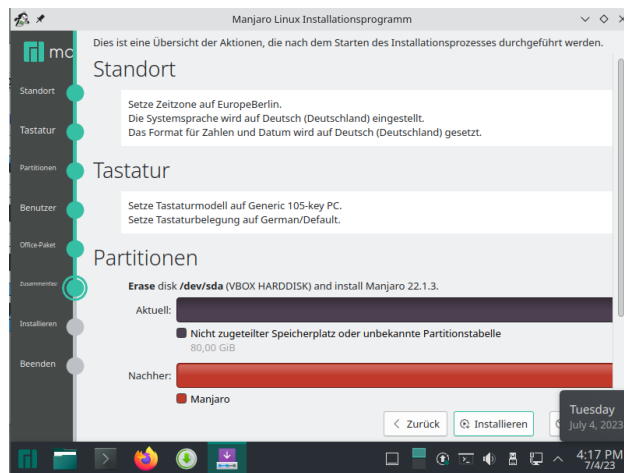 Manjaro Linux Installationsprogramm
Dies ist eine Übersicht der Aktionen, die nach dem Starten des Installationsprozesses durchgeführt werden.
Standort
Tastatur
Partitionen
Benutzer
Office-Paket
Installieren
Beenden
Standort
Setze Zeitzone auf EuropeBerlin.
Die Systemsprache wird auf Deutsch (Deutschland) eingestellt.
Das Format für Zahlen und Datum wird auf Deutsch (Deutschland) gesetzt.
Tastatur
Setze Tastaturmodell auf Generic 105-key PC.
Setze Tastaturbelegung auf German/Default.
Partitionen
Erase disk /dev/sda (VBOX HARDDISK) and install Manjaro 22.1.3.
Aktuell:
Nicht zugeteilter Speicherplatz oder unbekannte Partitionstabelle
80,00 GiB
Nachher:
Manjaro
Zurück Installieren
Tuesday
July 4, 2023
4:17 PM
7/4/23